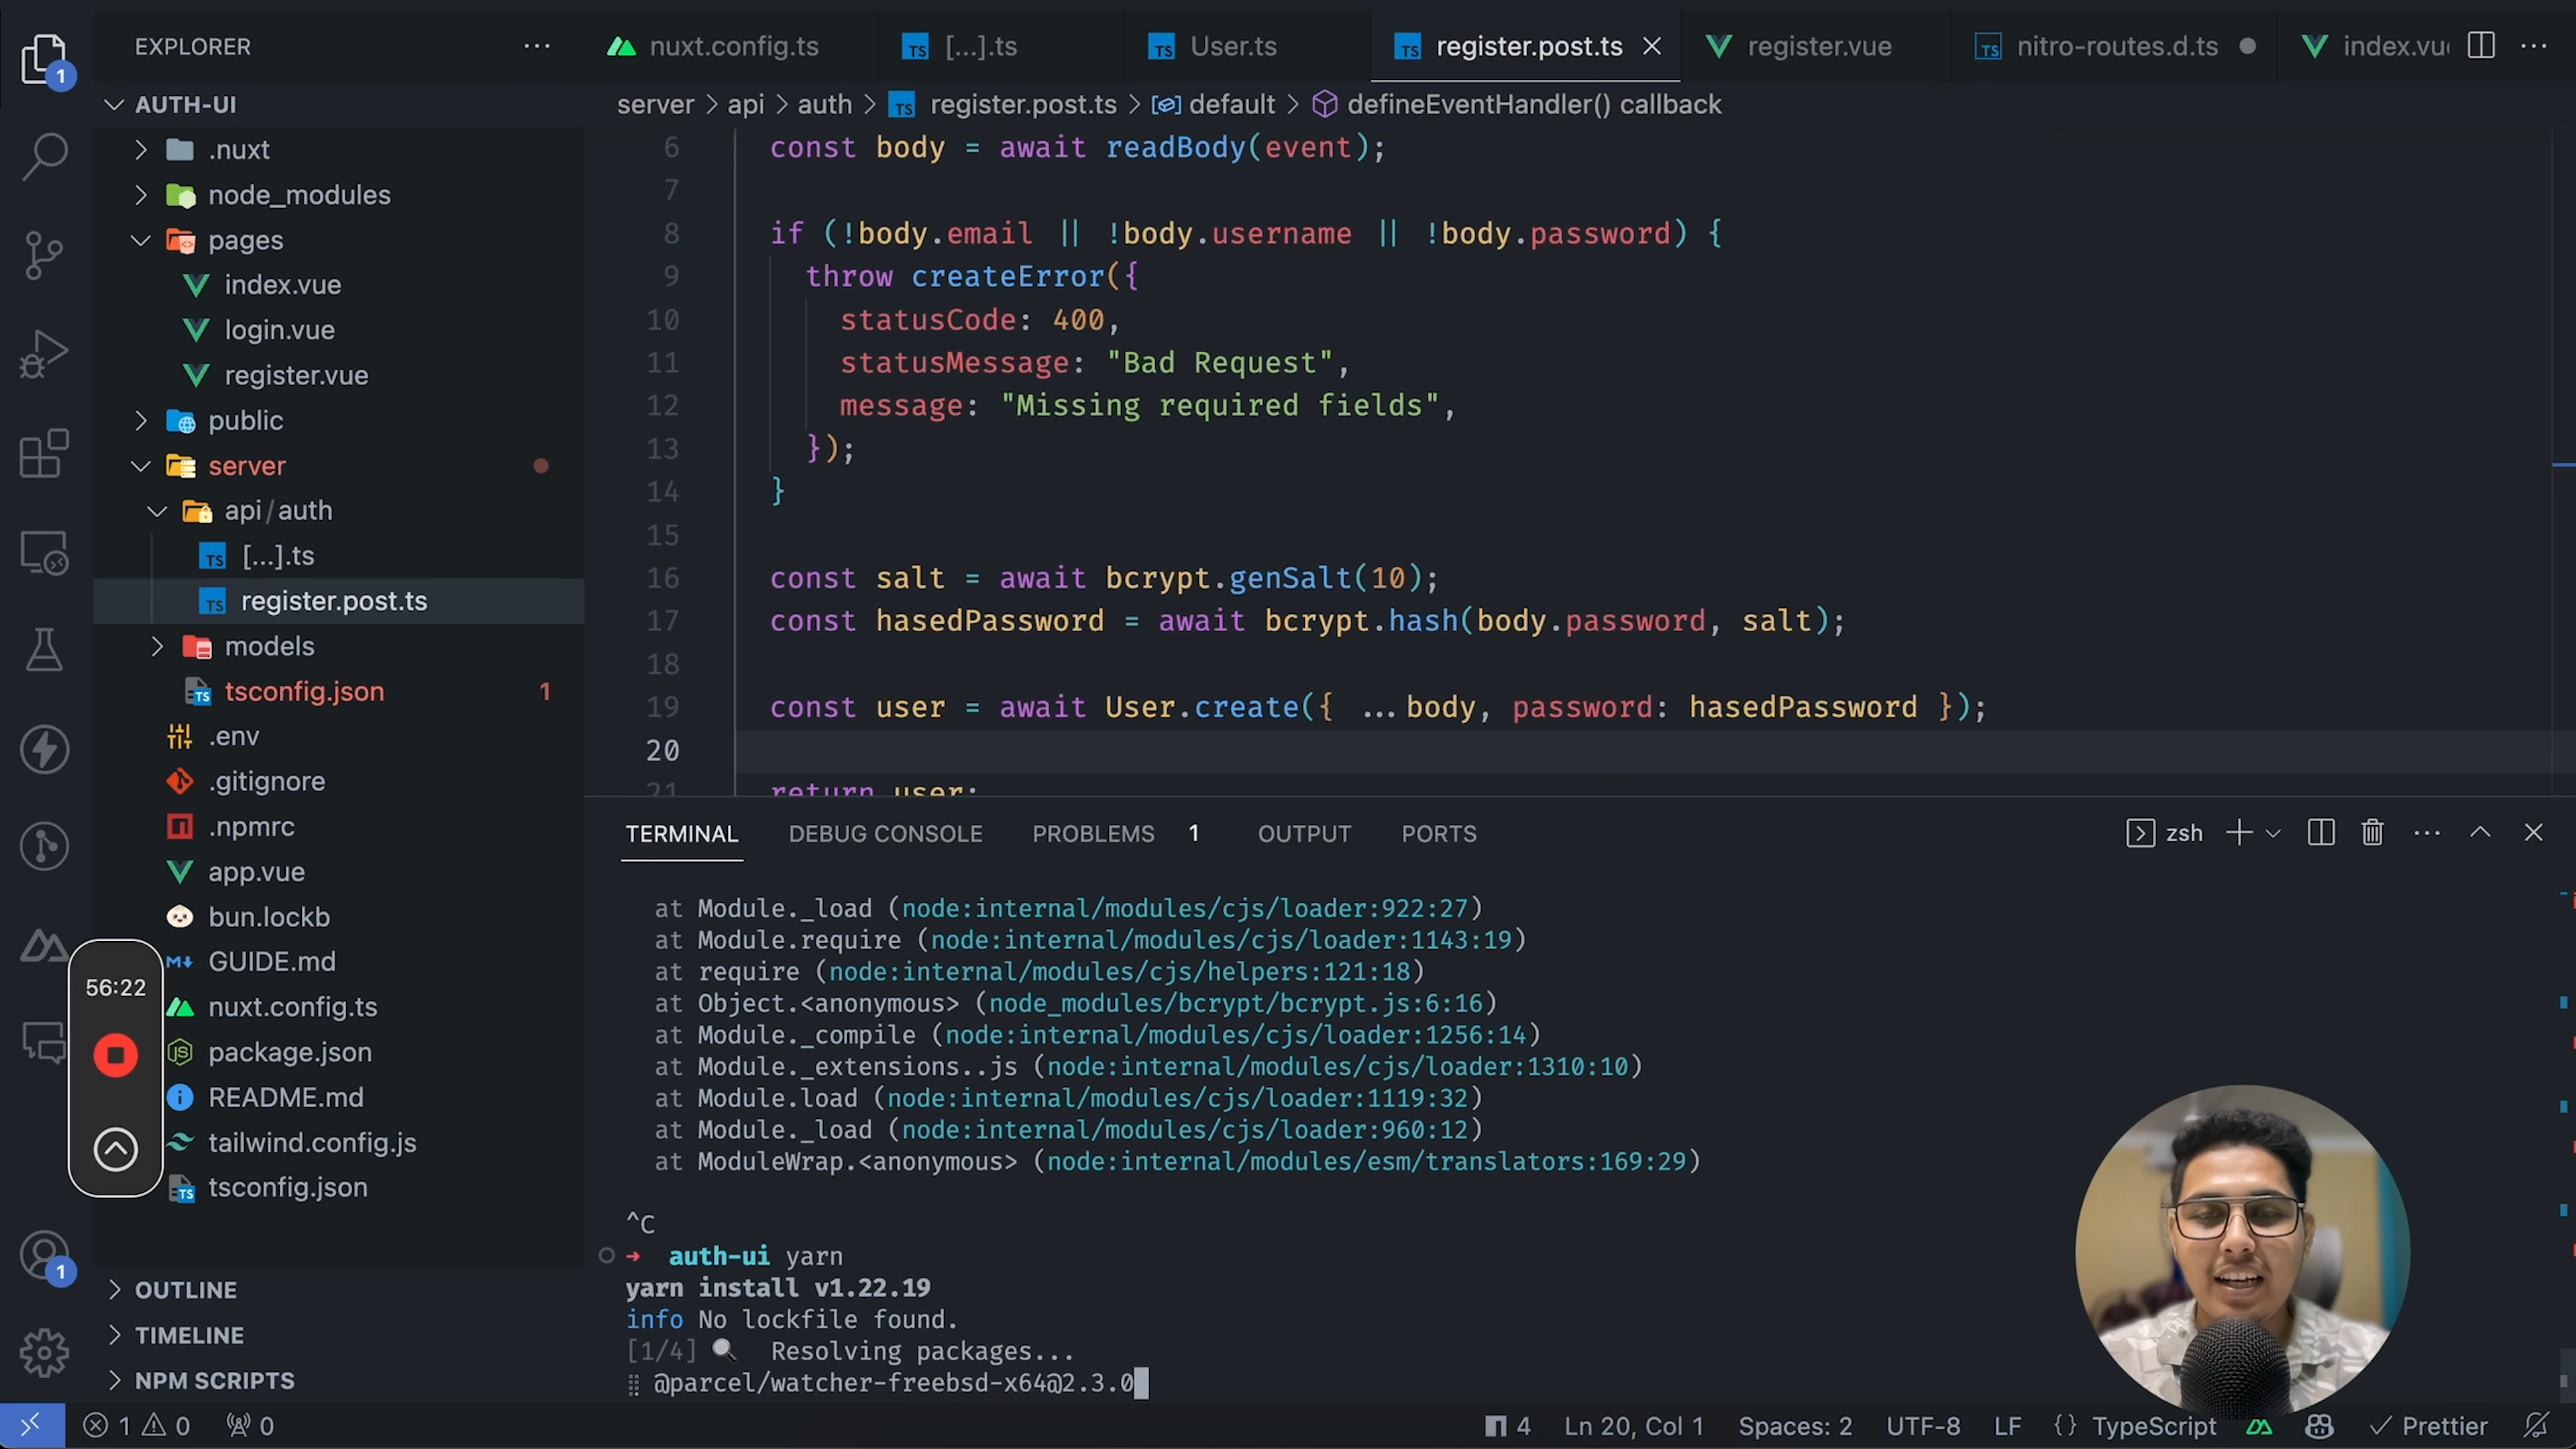 EXPLORER
AUTH-UI
.nuxt
node_modules
pages
index.vue
login.vue
register.vue
public
server
api/auth
[...].ts
register.post.ts
models
tsconfig.json 1
.env
.gitignore
.npmrc
app.vue
bun.lockb
GUIDE.md
nuxt.config.ts
package.json
README.md
tailwind.config.js
tsconfig.json
OUTLINE
TIMELINE
NPM SCRIPTS
1
56:22
1
nuxt.config.ts
[...].ts
User.ts
register.post.ts
register.vue
nitro-routes.d.ts
index.vu
server > api > auth > TS register.post.ts > default > defineEventHandler() callback
6 const body = await readBody(event);
7
8 if (!body.email || !body.username || !body.password) {
9 throw createError({
10 statusCode: 400,
11 statusMessage: "Bad Request",
12 message: "Missing required fields",
13 });
14 }
15
16 const salt = await bcrypt.genSalt(10);
17 const hasedPassword = await bcrypt.hash(body.password, salt);
18
19 const user = await User.create({ ...body, password: hasedPassword });
20
21 return user;
TERMINAL DEBUG CONSOLE PROBLEMS 1 OUTPUT PORTS zsh
at Module._load (node:internal/modules/cjs/loader:922:27)
at Module.require (node:internal/modules/cjs/loader:1143:19)
at require (node:internal/modules/cjs/helpers:121:18)
at Object.<anonymous> (node_modules/bcrypt/bcrypt.js:6:16)
at Module._compile (node:internal/modules/cjs/loader:1256:14)
at Module._extensions..js (node:internal/modules/cjs/loader:1310:10)
at Module.load (node:internal/modules/cjs/loader:1119:32)
at Module._load (node:internal/modules/cjs/loader:960:12)
at ModuleWrap.<anonymous> (node:internal/modules/esm/translators:169:29)
^C
→ auth-ui yarn
yarn install v1.22.19
info No lockfile found.
[1/4] 🔍 Resolving packages...
⣾ @parcel/watcher-freebsd-x64@2.3.0
1 0 0 4 Ln 20, Col 1 Spaces: 2 UTF-8 LF {} TypeScript Prettier